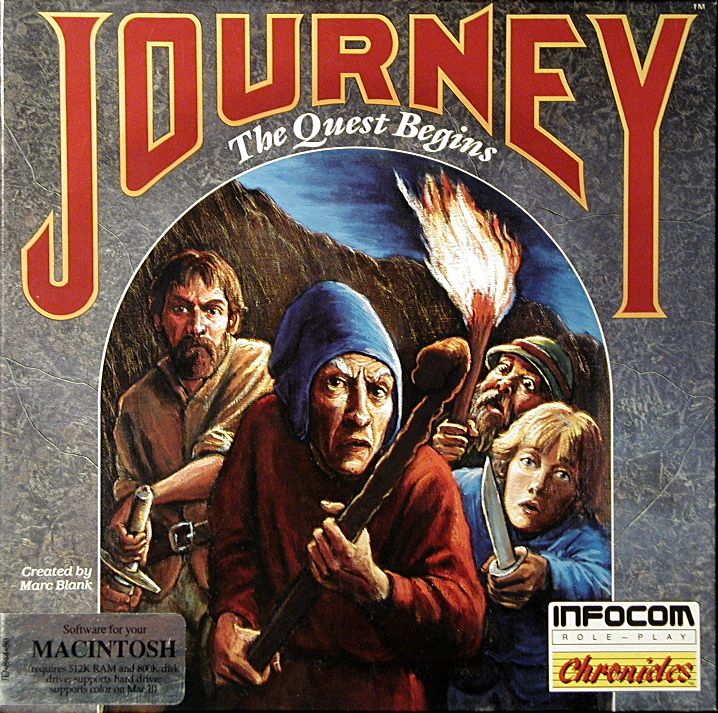 JOURNEY
TM
The Quest Begins
Created by
Marc Blank
Software for your
MACINTOSH
(requires 512K RAM and 800K disk
drive; supports hard drive;
supports color on Mac II)
INFOCOM
ROLE-PLAY
Chronicles